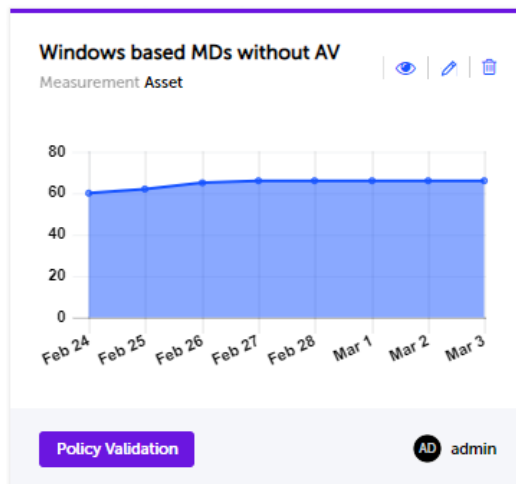 Windows based MDs without AV
Measurement Asset
80
60
40
20
0
Feb 24 Feb 25 Feb 26 Feb 27 Feb 28 Mar 1 Mar 2 Mar 3
Policy Validation AD admin